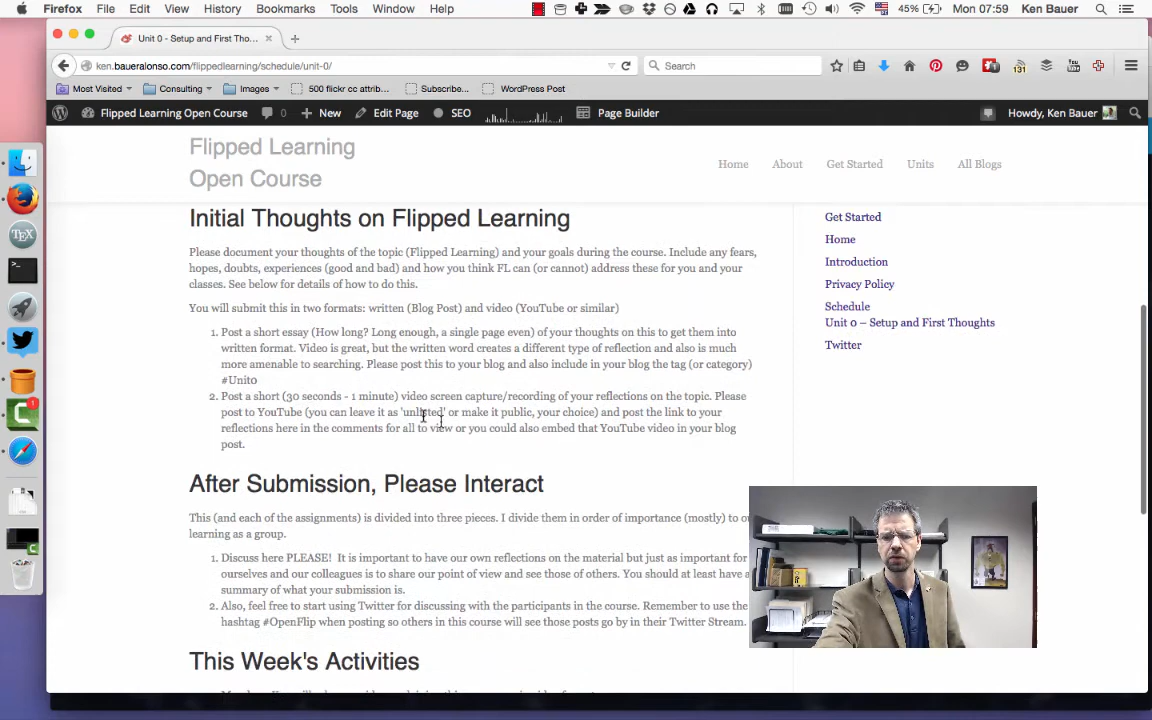 Firefox File Edit View History Bookmarks Tools Window Help 45% Mon 07:59 Ken Bauer
Unit 0 - Setup and First Tho...
ken.baueralonso.com/flippedlearning/schedule/unit-0/ Search 131
Most Visited Consulting Images 500 flickr cc attrib... Subscribe... WordPress Post
Flipped Learning Open Course 0 New Edit Page SEO Page Builder Howdy, Ken Bauer
Flipped Learning
Open Course
Home About Get Started Units All Blogs
Initial Thoughts on Flipped Learning
Please document your thoughts of the topic (Flipped Learning) and your goals during the course. Include any fears,
hopes, doubts, experiences (good and bad) and how you think FL can (or cannot) address these for you and your
classes. See below for details of how to do this.
You will submit this in two formats: written (Blog Post) and video (YouTube or similar)
1. Post a short essay (How long? Long enough, a single page even) of your thoughts on this to get them into
written format. Video is great, but the written word creates a different type of reflection and also is much
more amenable to searching. Please post this to your blog and also include in your blog the tag (or category)
#Unit0
2. Post a short (30 seconds - 1 minute) video screen capture/recording of your reflections on the topic. Please
post to YouTube (you can leave it as 'unlisted' or make it public, your choice) and post the link to your
reflections here in the comments for all to view or you could also embed that YouTube video in your blog
post.
After Submission, Please Interact
This (and each of the assignments) is divided into three pieces. I divide them in order of importance (mostly) to
learning as a group.
1. Discuss here PLEASE! It is important to have our own reflections on the material but just as important for
ourselves and our colleagues is to share our point of view and see those of others. You should at least have a
summary of what your submission is.
2. Also, feel free to start using Twitter for discussing with the participants in the course. Remember to use the
hashtag #OpenFlip when posting so others in this course will see those posts go by in their Twitter Stream.
This Week's Activities
Get Started
Home
Introduction
Privacy Policy
Schedule
Unit 0 – Setup and First Thoughts
Twitter